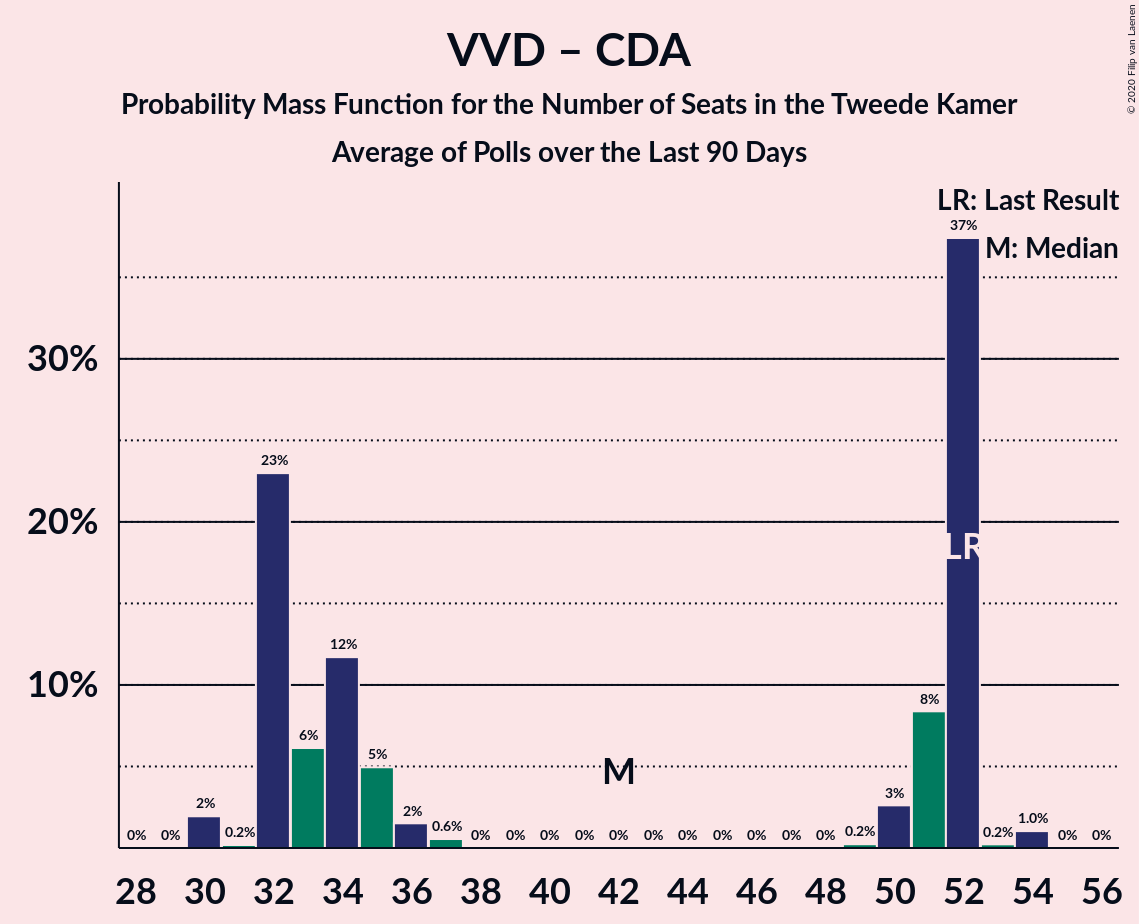 VVD – CDA
Probability Mass Function for the Number of Seats in the Tweede Kamer
Average of Polls over the Last 90 Days
© 2020 Filip van Laenen
LR: Last Result
M: Median
30%
20%
10%
0% 0% 2% 0.2% 23% 6% 12% 5% 2% 0.6% 0% 0% 0% 0% 0% 0% 0% 0% 0% 0% 0% 0.2% 3% 8% 37% 0.2% 1.0% 0% 0%
M
LR
28 30 32 34 36 38 40 42 44 46 48 50 52 54 56